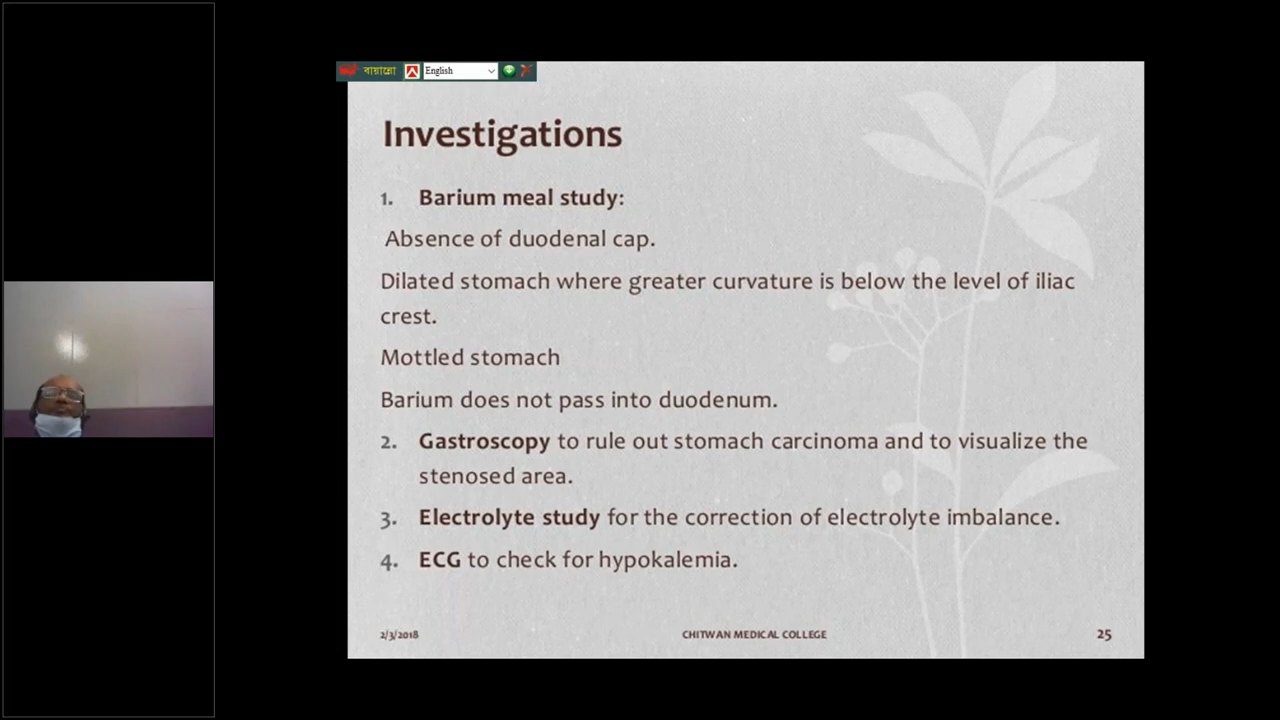 বায়ান্নো English
Investigations
1. Barium meal study:
Absence of duodenal cap.
Dilated stomach where greater curvature is below the level of iliac
crest.
Mottled stomach
Barium does not pass into duodenum.
2. Gastroscopy to rule out stomach carcinoma and to visualize the
stenosed area.
3. Electrolyte study for the correction of electrolyte imbalance.
4. ECG to check for hypokalemia.
2/3/2018 CHITWAN MEDICAL COLLEGE 25